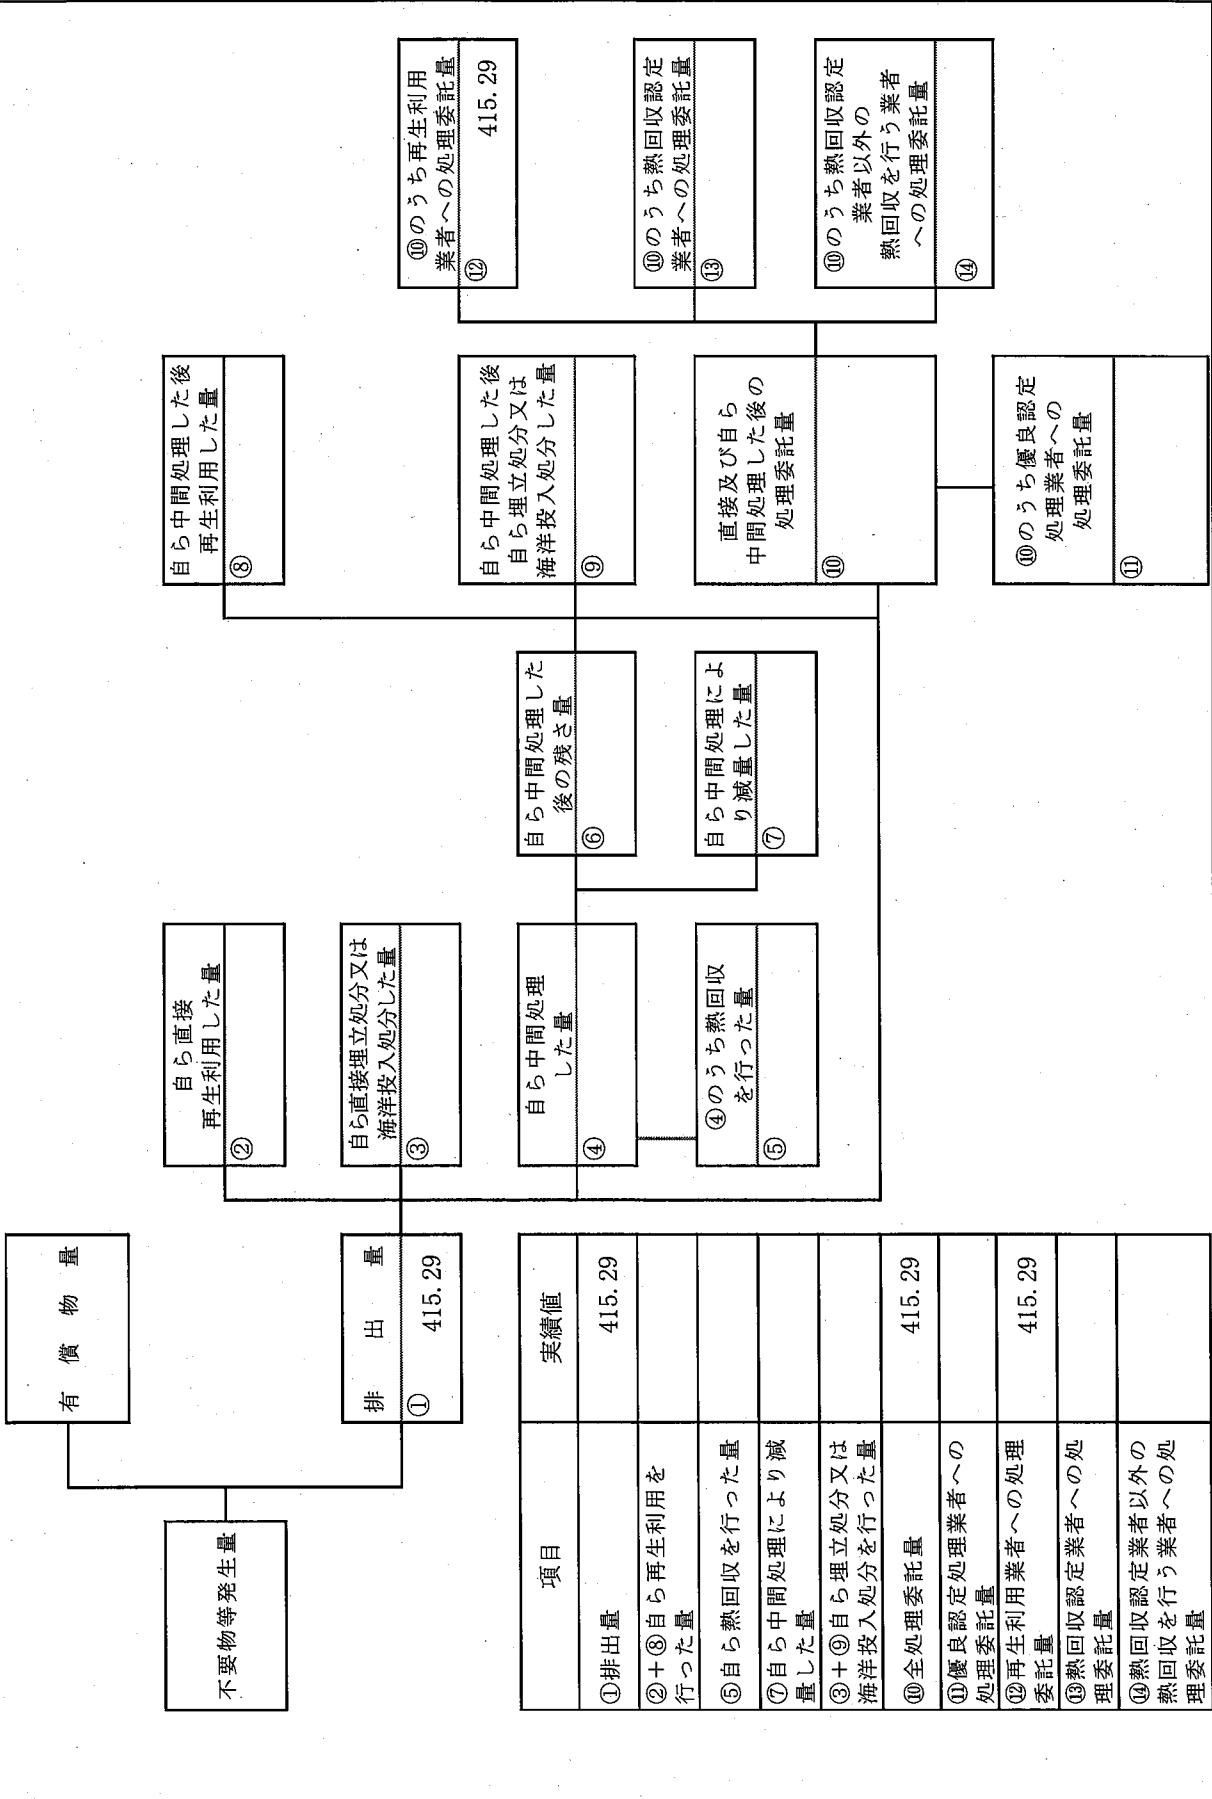 不要物等発生量
有償物量
排出量
① 415.29
自ら直接
再生利用した量
②
自ら直接埋立処分又は
海洋投入処分した量
③
自ら中間処理
した量
④
④のうち熱回収
を行った量
⑤
自ら中間処理した
後の残さ量
⑥
自ら中間処理によ
り減量した量
⑦
自ら中間処理した後
再生利用した量
⑧
自ら中間処理した後
自ら埋立処分又は
海洋投入処分した量
⑨
直接及び自ら
中間処理した後の
処理委託量
⑩
⑩のうち優良認定
処理業者への
処理委託量
⑪
⑩のうち再生利用
業者への処理委託量
⑫ 415.29
⑩のうち熱回収認定
業者への処理委託量
⑬
⑩のうち熱回収認定
業者以外の
熱回収を行う業者
への処理委託量
⑭
項目 実績値
①排出量 415.29
②+⑧自ら再生利用を
行った量
⑤自ら熱回収を行った量
⑦自ら中間処理により減
量した量
③+⑨自ら埋立処分又は
海洋投入処分を行った量
⑩全処理委託量 415.29
⑪優良認定処理業者への
処理委託量
⑫再生利用業者への処理
委託量 415.29
⑬熱回収認定業者への処
理委託量
⑭熱回収認定業者以外の
熱回収を行う業者への処
理委託量